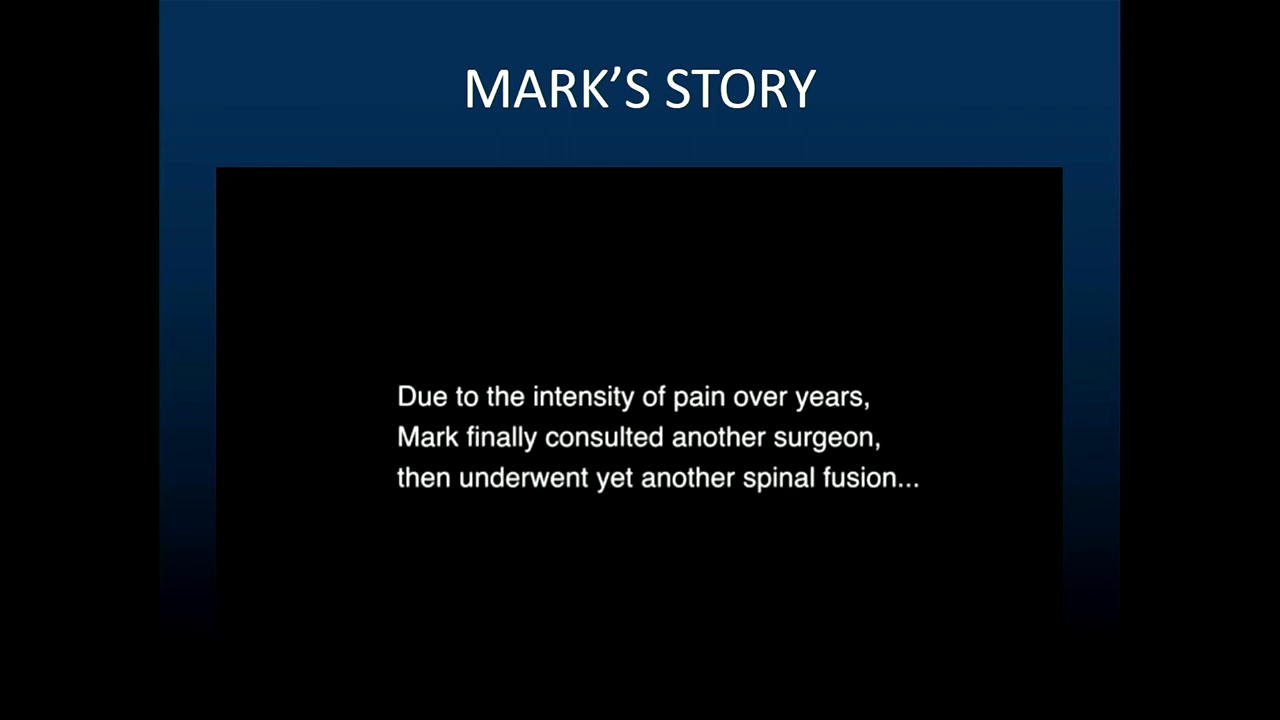 MARK’S STORY
Due to the intensity of pain over years,
Mark finally consulted another surgeon,
then underwent yet another spinal fusion...